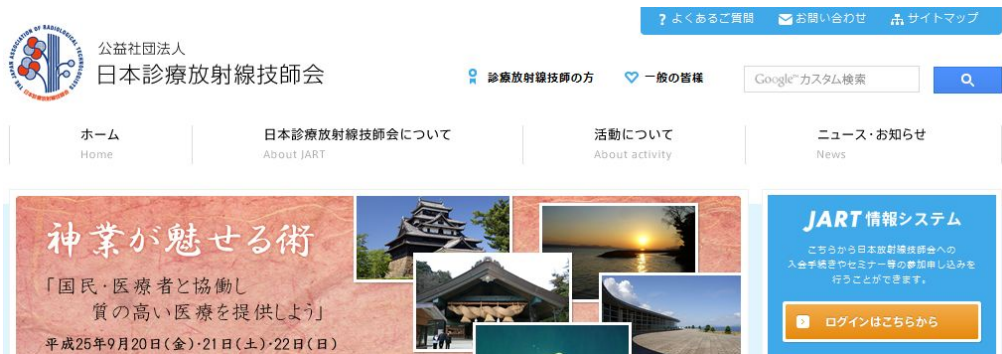 ? よくあるご質問
お問い合わせ
サイトマップ
THE JAPAN ASSOCIATION OF RADIOLOGICAL TECHNOLOGISTS
公益社団法人
日本診療放射線技師会
診療放射線技師の方
一般の皆様
Google™ カスタム検索
ホーム
Home
日本診療放射線技師会について
About JART
活動について
About activity
ニュース・お知らせ
News
神業が魅せる術
「国民・医療者と協働し
質の高い医療を提供しよう」
平成25年9月20日(金)・21日(土)・22日(日)
JART 情報システム
こちらから日本放射線技師会への
入会手続きやセミナー等の参加申し込みを
行うことができます。
ログインはこちらから